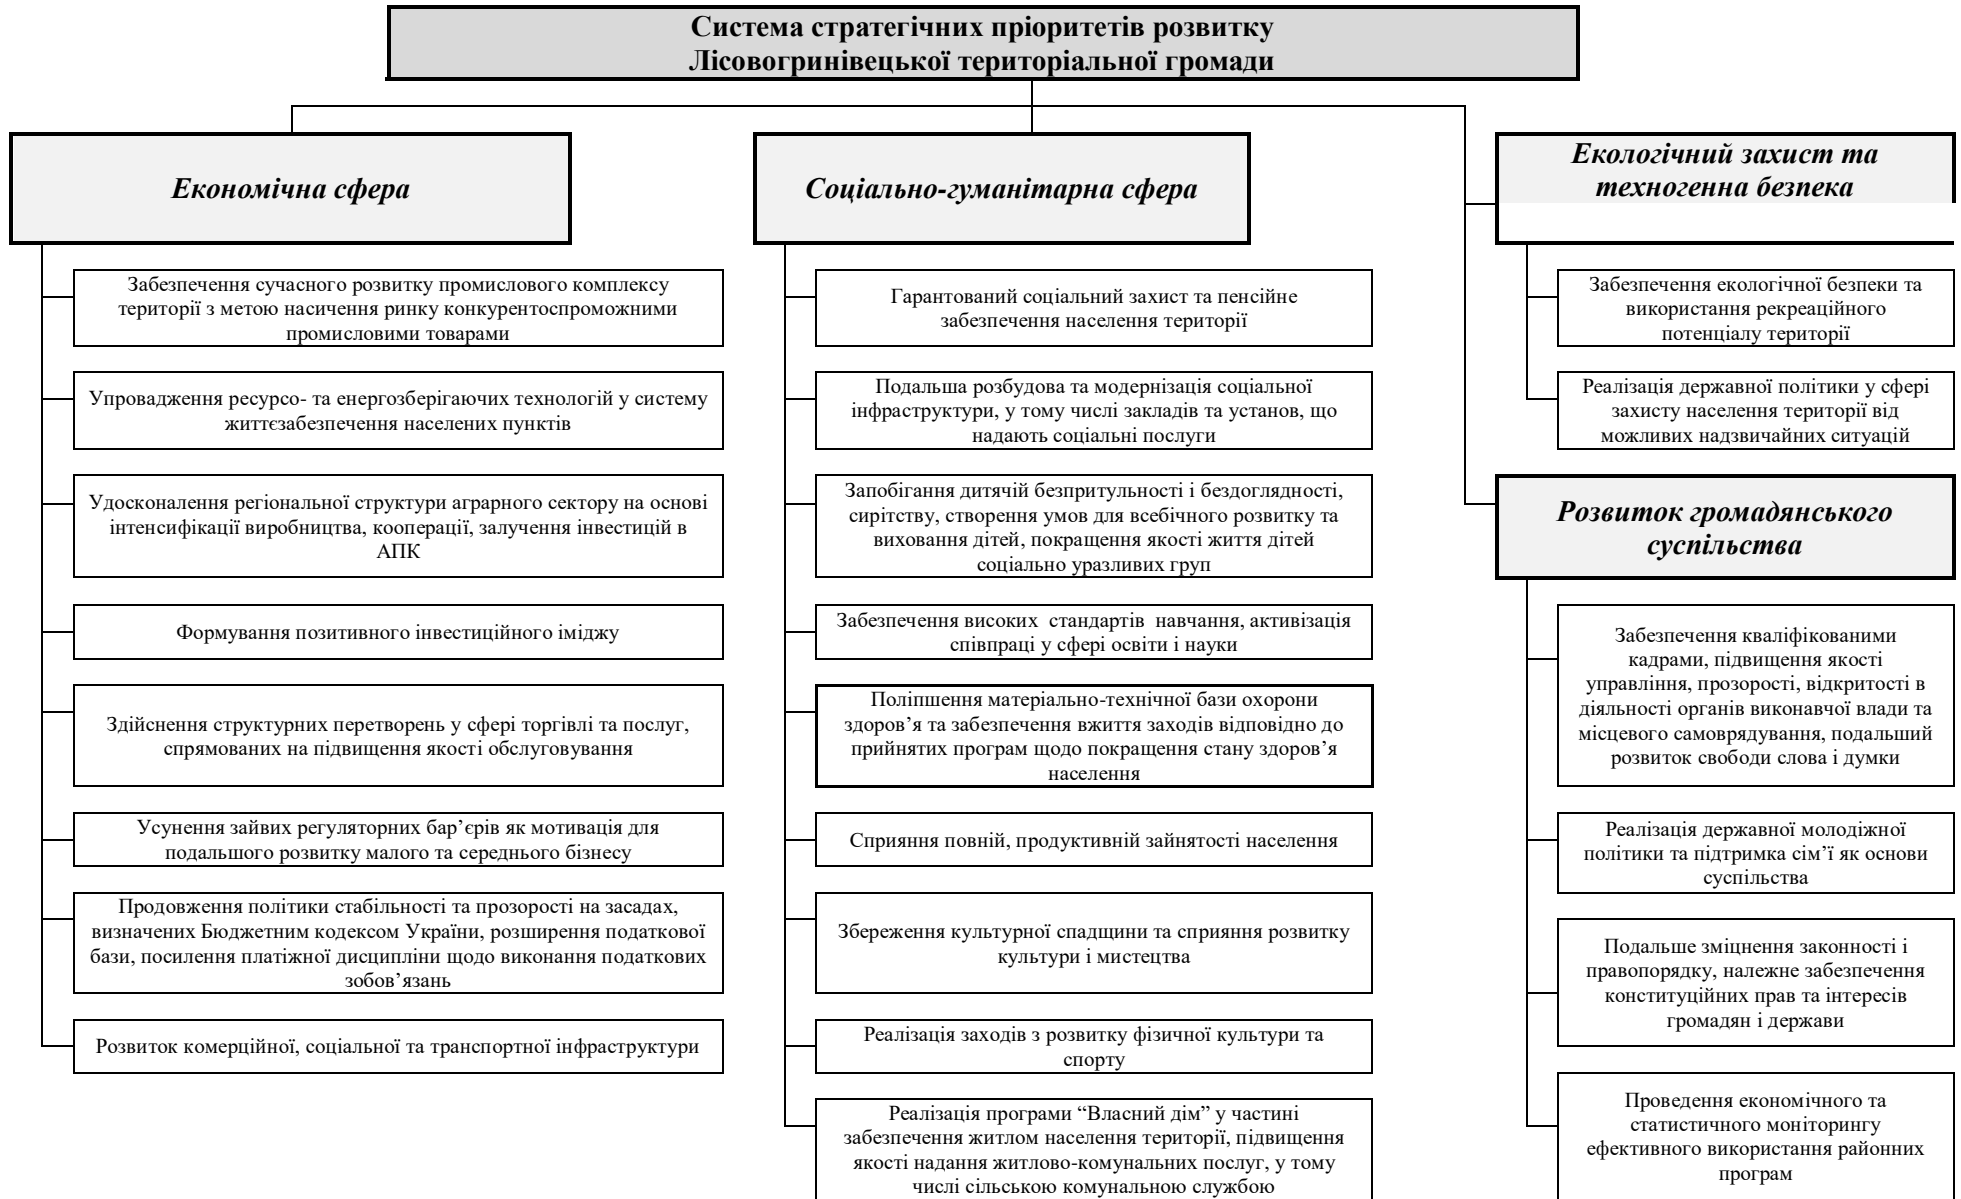 Система стратегічних пріоритетів розвитку
Лісовогринівецької територіальної громади
Економічна сфера
Забезпечення сучасного розвитку промислового комплексу
території з метою насичення ринку конкурентоспроможними
промисловими товарами
Упровадження ресурсо- та енергозберігаючих технологій у систему
життєзабезпечення населених пунктів
Удосконалення регіональної структури аграрного сектору на основі
інтенсифікації виробництва, кооперації, залучення інвестицій в
АПК
Формування позитивного інвестиційного іміджу
Здійснення структурних перетворень у сфері торгівлі та послуг,
спрямованих на підвищення якості обслуговування
Усунення зайвих регуляторних бар’єрів як мотивація для
подальшого розвитку малого та середнього бізнесу
Продовження політики стабільності та прозорості на засадах,
визначених Бюджетним кодексом України, розширення податкової
бази, посилення платіжної дисципліни щодо виконання податкових
зобов’язань
Розвиток комерційної, соціальної та транспортної інфраструктури
Соціально-гуманітарна сфера
Гарантований соціальний захист та пенсійне
забезпечення населення території
Подальша розбудова та модернізація соціальної
інфраструктури, у тому числі закладів та установ, що
надають соціальні послуги
Запобігання дитячій безпритульності і бездоглядності,
сирітству, створення умов для всебічного розвитку та
виховання дітей, покращення якості життя дітей
соціально уразливих груп
Забезпечення високих  стандартів  навчання, активізація
співпраці у сфері освіти і науки
Поліпшення матеріально-технічної бази охорони
здоров’я та забезпечення вжиття заходів відповідно до
прийнятих програм щодо покращення стану здоров’я
населення
Сприяння повній, продуктивній зайнятості населення
Збереження культурної спадщини та сприяння розвитку
культури і мистецтва
Реалізація заходів з розвитку фізичної культури та
спорту
Реалізація програми “Власний дім” у частині
забезпечення житлом населення території, підвищення
якості надання житлово-комунальних послуг, у тому
числі сільською комунальною службою
Екологічний захист та
техногенна безпека
Забезпечення екологічної безпеки та
використання рекреаційного
потенціалу території
Реалізація державної політики у сфері
захисту населення території від
можливих надзвичайних ситуацій
Розвиток громадянського
суспільства
Забезпечення кваліфікованими
кадрами, підвищення якості
управління, прозорості, відкритості в
діяльності органів виконавчої влади та
місцевого самоврядування, подальший
розвиток свободи слова і думки
Реалізація державної молодіжної
політики та підтримка сім’ї як основи
суспільства
Подальше зміцнення законності і
правопорядку, належне забезпечення
конституційних прав та інтересів
громадян і держави
Проведення економічного та
статистичного моніторингу
ефективного використання районних
програм